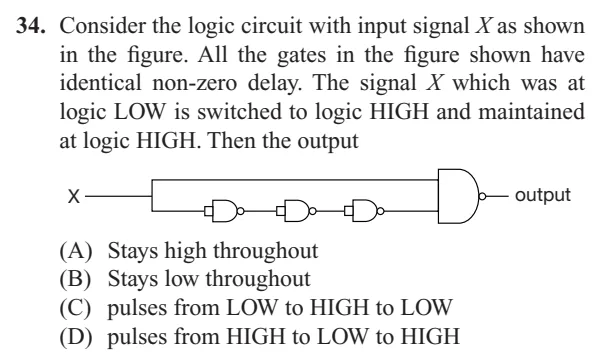 34. Consider the logic circuit with input signal X as shown
in the figure. All the gates in the figure shown have
identical non-zero delay. The signal X which was at
logic LOW is switched to logic HIGH and maintained
at logic HIGH. Then the output
X
output
(A) Stays high throughout
(B) Stays low throughout
(C) pulses from LOW to HIGH to LOW
(D) pulses from HIGH to LOW to HIGH